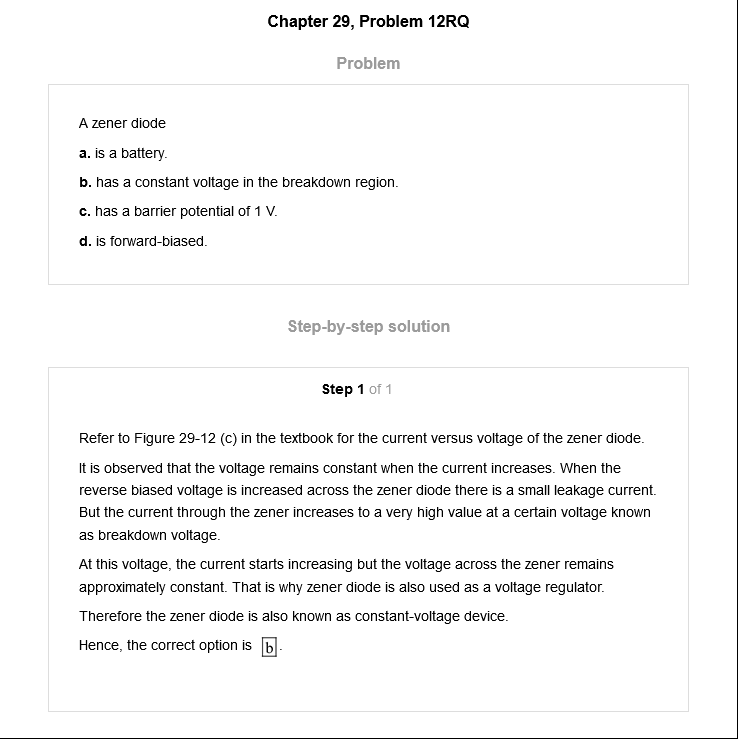 Chapter 29, Problem 12RQ
Problem
A zener diode
a. is a battery.
b. has a constant voltage in the breakdown region.
c. has a barrier potential of 1 V.
d. is forward-biased.
Step-by-step solution
Step 1 of 1
Refer to Figure 29-12 (c) in the textbook for the current versus voltage of the zener diode.
It is observed that the voltage remains constant when the current increases. When the
reverse biased voltage is increased across the zener diode there is a small leakage current.
But the current through the zener increases to a very high value at a certain voltage known
as breakdown voltage.
At this voltage, the current starts increasing but the voltage across the zener remains
approximately constant. That is why zener diode is also used as a voltage regulator.
Therefore the zener diode is also known as constant-voltage device.
Hence, the correct option is b.